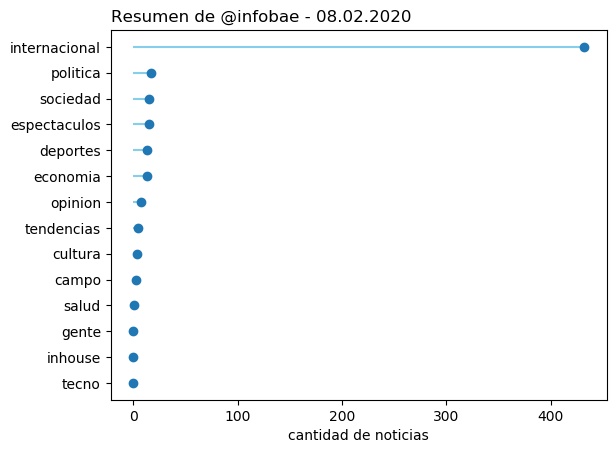 Resumen de @infobae - 08.02.2020
internacional
politica
sociedad
espectaculos
deportes
economia
opinion
tendencias
cultura
campo
salud
gente
inhouse
tecno
0 100 200 300 400
cantidad de noticias